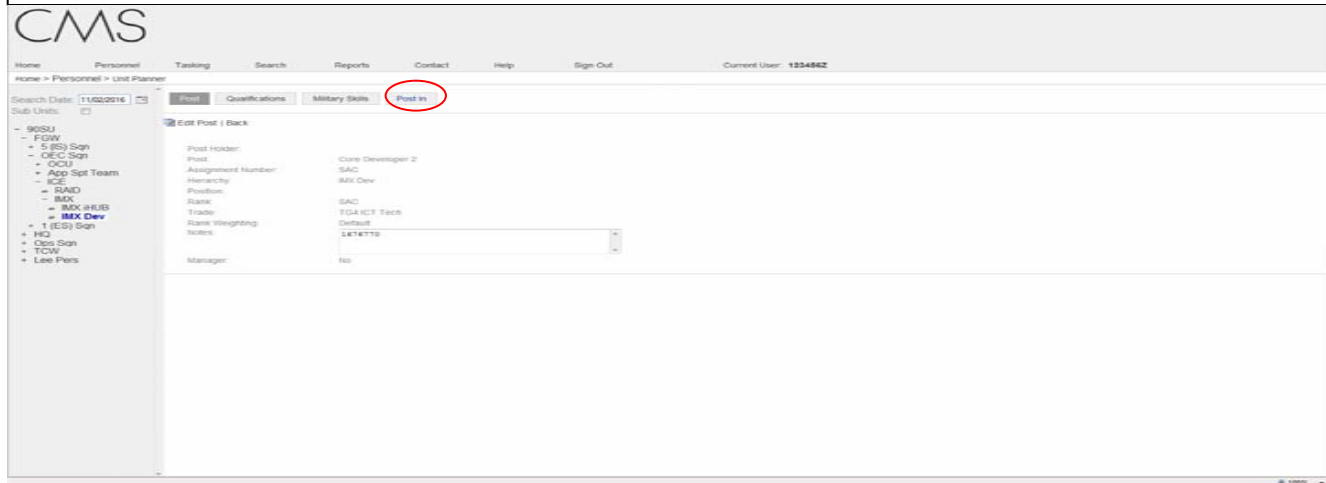 CMS
Home Personnel Tasking Search Reports Contact Help Sign Out Current User: 123456Z
Home > Personnel > Unit Planner
Search Date: 11/02/2016 Post Qualifications Military Skills Post In
Sub Units:
Edit Post | Back
- 90SU
- FGW
+ 5 (IS) Sqn
- OEC Sqn
+ OCU
+ App Spt Team
- ICE
RAID
- IMX
IMX iHUB
IMX Dev
+ 1 (ES) Sqn
+ HQ
+ Ops Sqn
+ TCW
+ Lee Pers
Post Holder:
Post: Core Developer 2
Assignment Number: SAC
Hierarchy: IMX Dev
Position:
Rank: SAC
Trade: TG4 ICT Tech
Rank Weighting: Default
Notes: 1676770
Manager: No